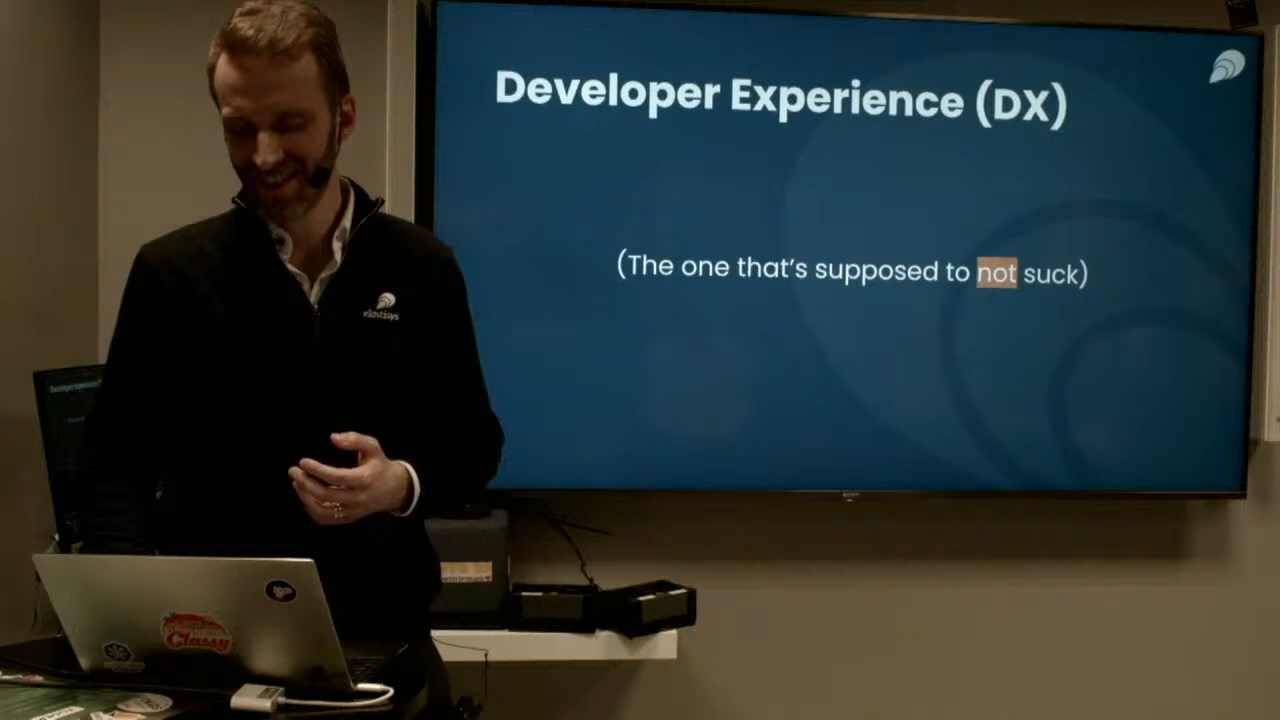 Developer Experience (DX)
(The one that's supposed to not suck)
elastisys
Classy